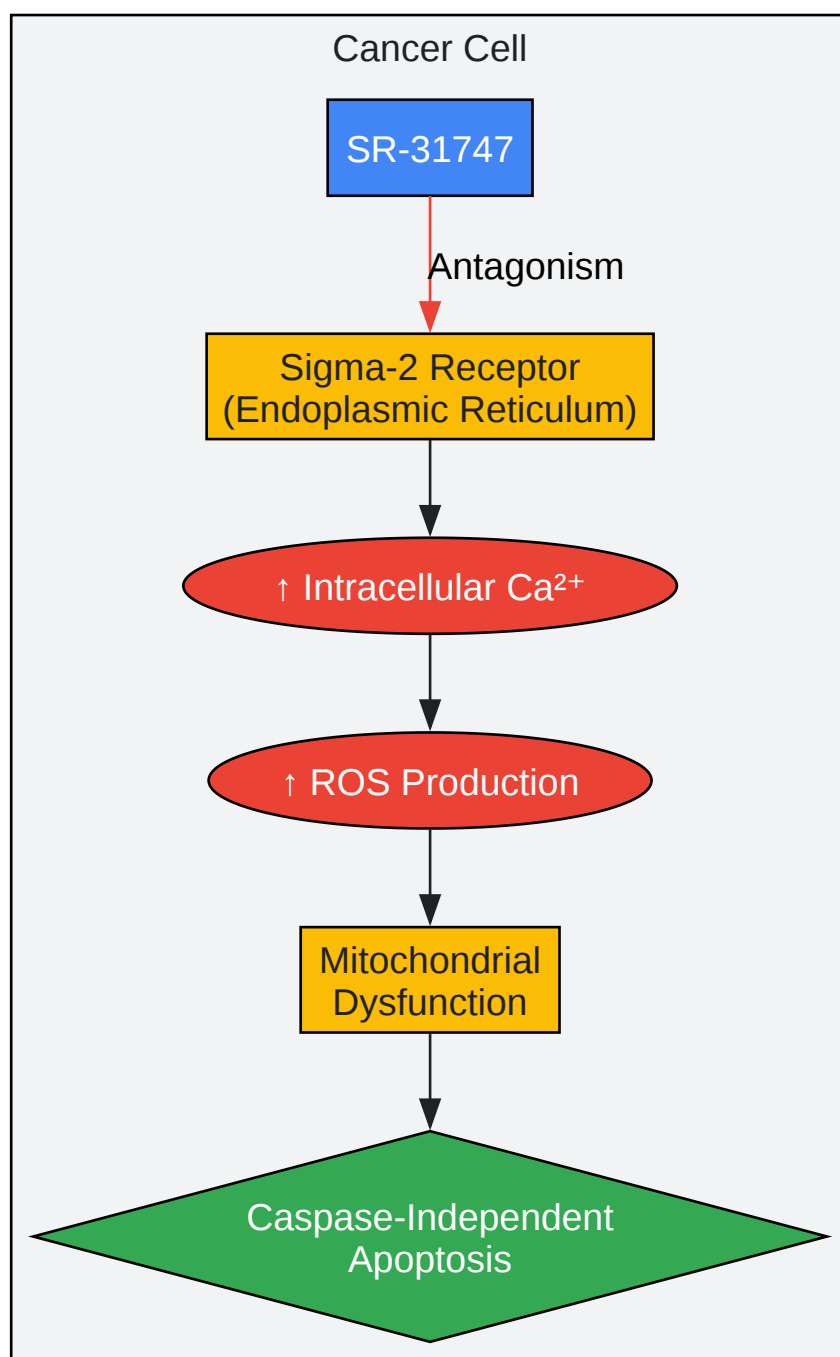 Cancer Cell
SR-31747
Antagonism
Sigma-2 Receptor
(Endoplasmic Reticulum)
↑ Intracellular Ca²⁺
↑ ROS Production
Mitochondrial
Dysfunction
Caspase-Independent
Apoptosis